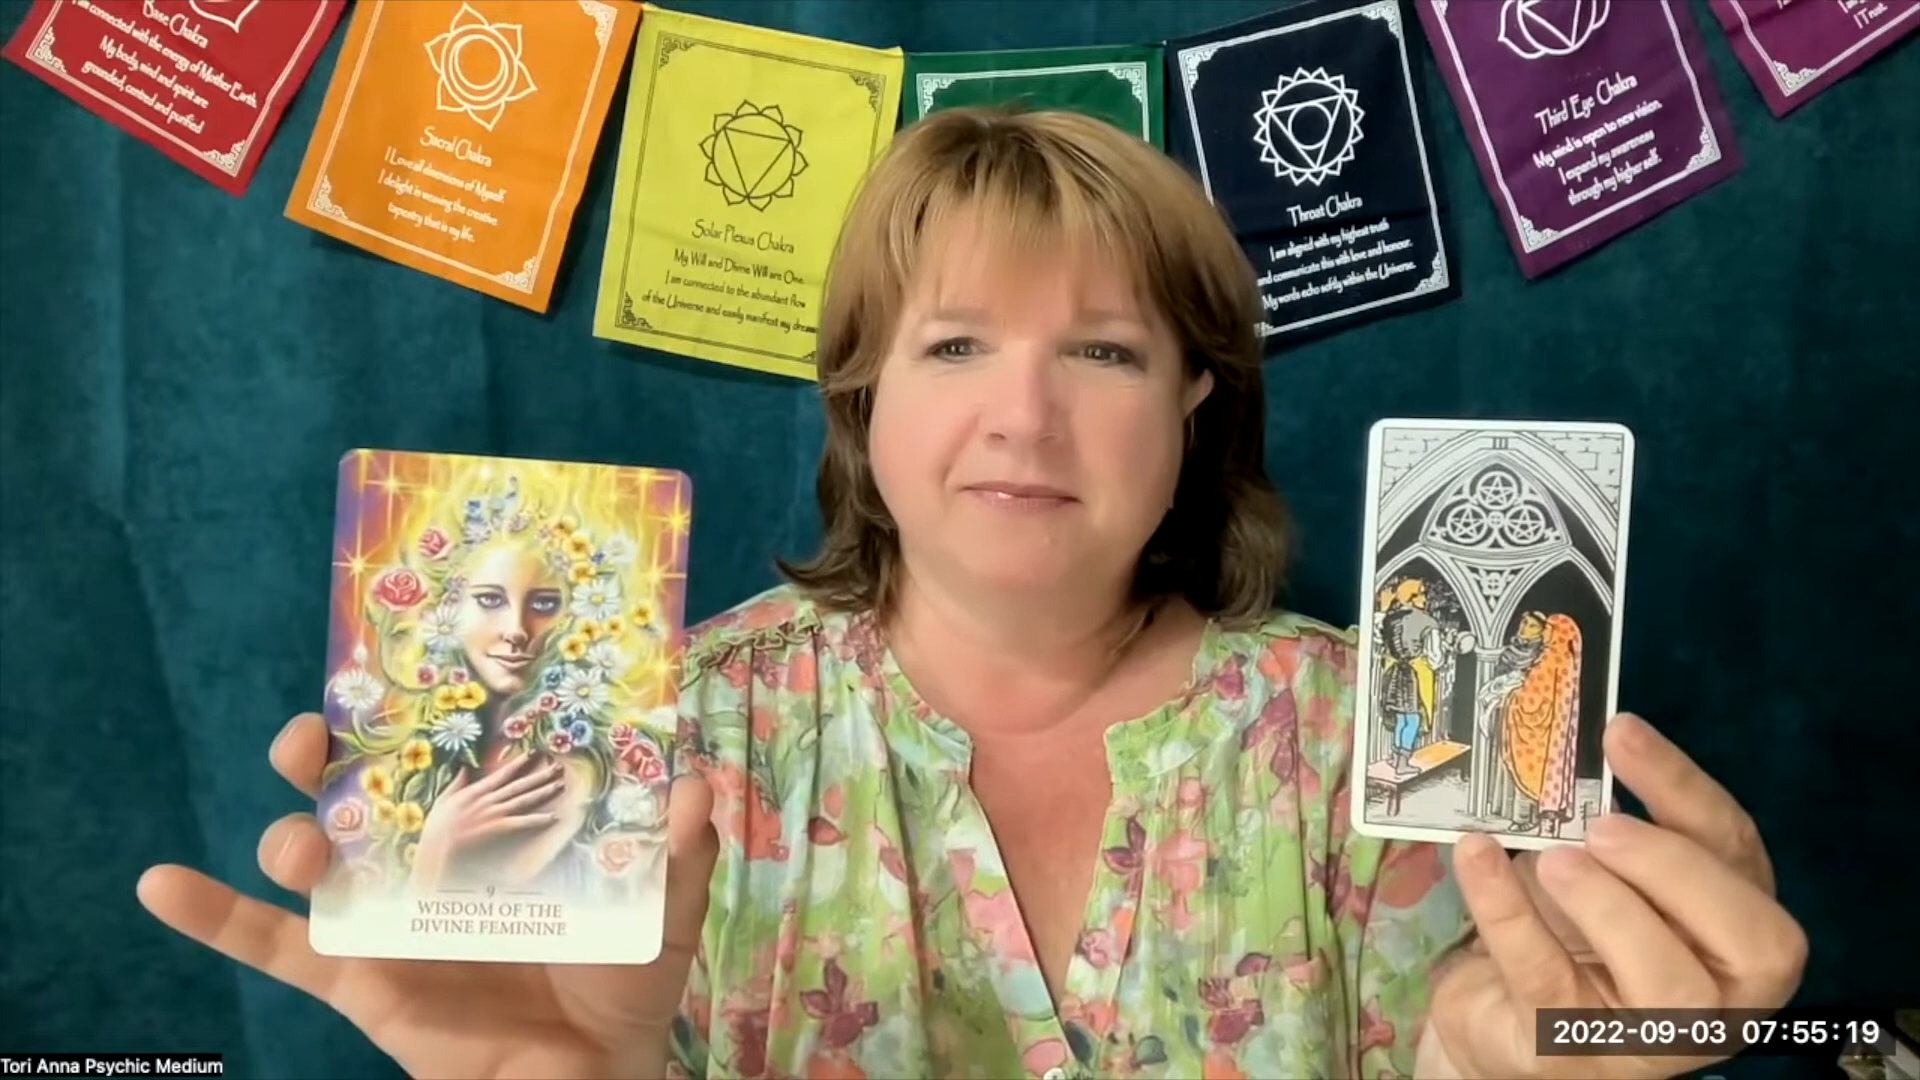 Base Chakra
I am connected with the energy of Mother Earth.
My body, mind and spirit are
grounded, centred and purified
Sacral Chakra
I Love all dimensions of Myself.
I delight in weaving the creative
tapestry that is my life.
Solar Plexus Chakra
My Will and Divine Will are One.
I am connected to the abundant flow
of the Universe and easily manifest my dreams
Throat Chakra
I am aligned with my highest truth
and communicate this with love and honour.
My words echo softly within the Universe.
Third Eye Chakra
My mind is open to new vision.
I expand my awareness
through my higher self.
I Trust.
9
WISDOM OF THE
DIVINE FEMININE
2022-09-03 07:55:19
Tori Anna Psychic Medium